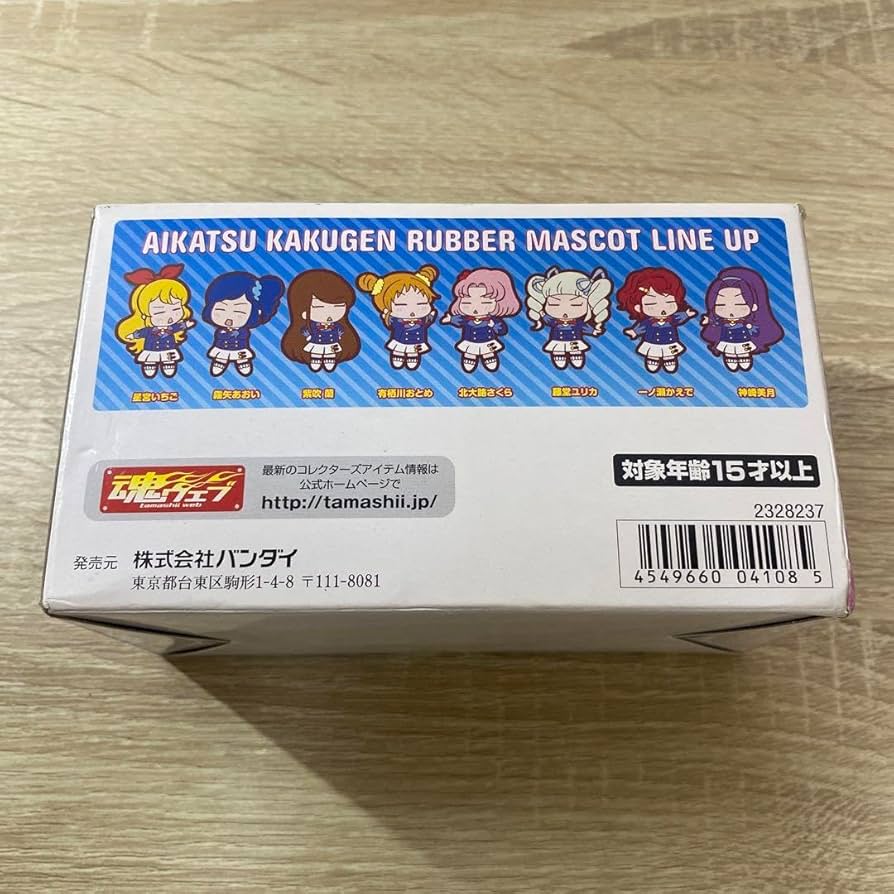 AIKATSU KAKUGEN RUBBER MASCOT LINE UP
星宮いちご 霧矢あおい 紫吹 蘭 有栖川おとめ 北大路さくら 藤堂ユリカ 一ノ瀬かえで 神崎美月
魂ウェブ
tamashii web
最新のコレクターズアイテム情報は
公式ホームページで
http://tamashii.jp/
対象年齢15才以上
2328237
4549660 04108 5
発売元 株式会社バンダイ
東京都台東区駒形1-4-8 〒111-8081